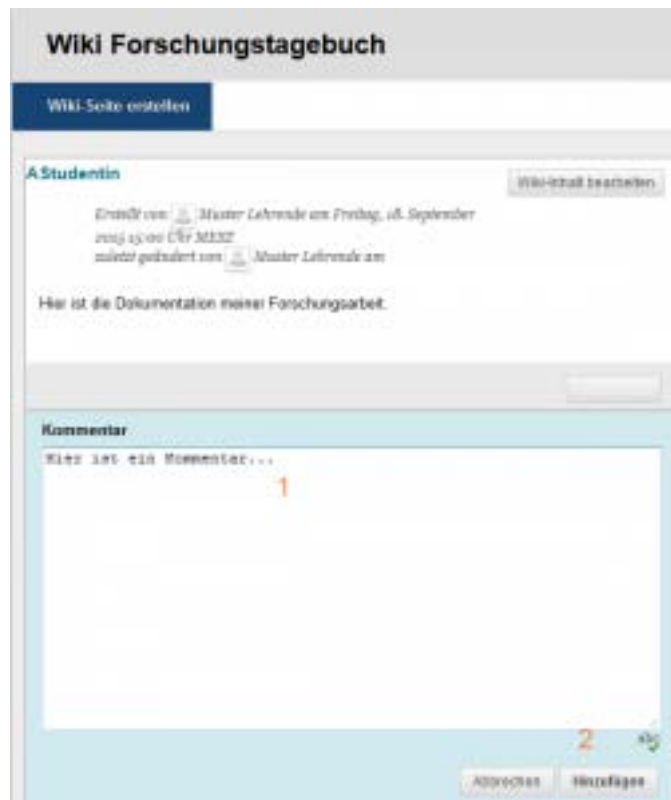 Wiki Forschungstagebuch
Wiki-Seite erstellen
A Studentin
Wiki-Inhalt bearbeiten
Erstellt von Muster Lehrende am Freitag, 18. September
2015 15:00 Uhr MESZ
zuletzt geändert von Muster Lehrende am
Hier ist die Dokumentation meiner Forschungsarbeit.
Kommentar
Hier ist ein Kommentar...
1
2
abc
Abbrechen Hinzufügen